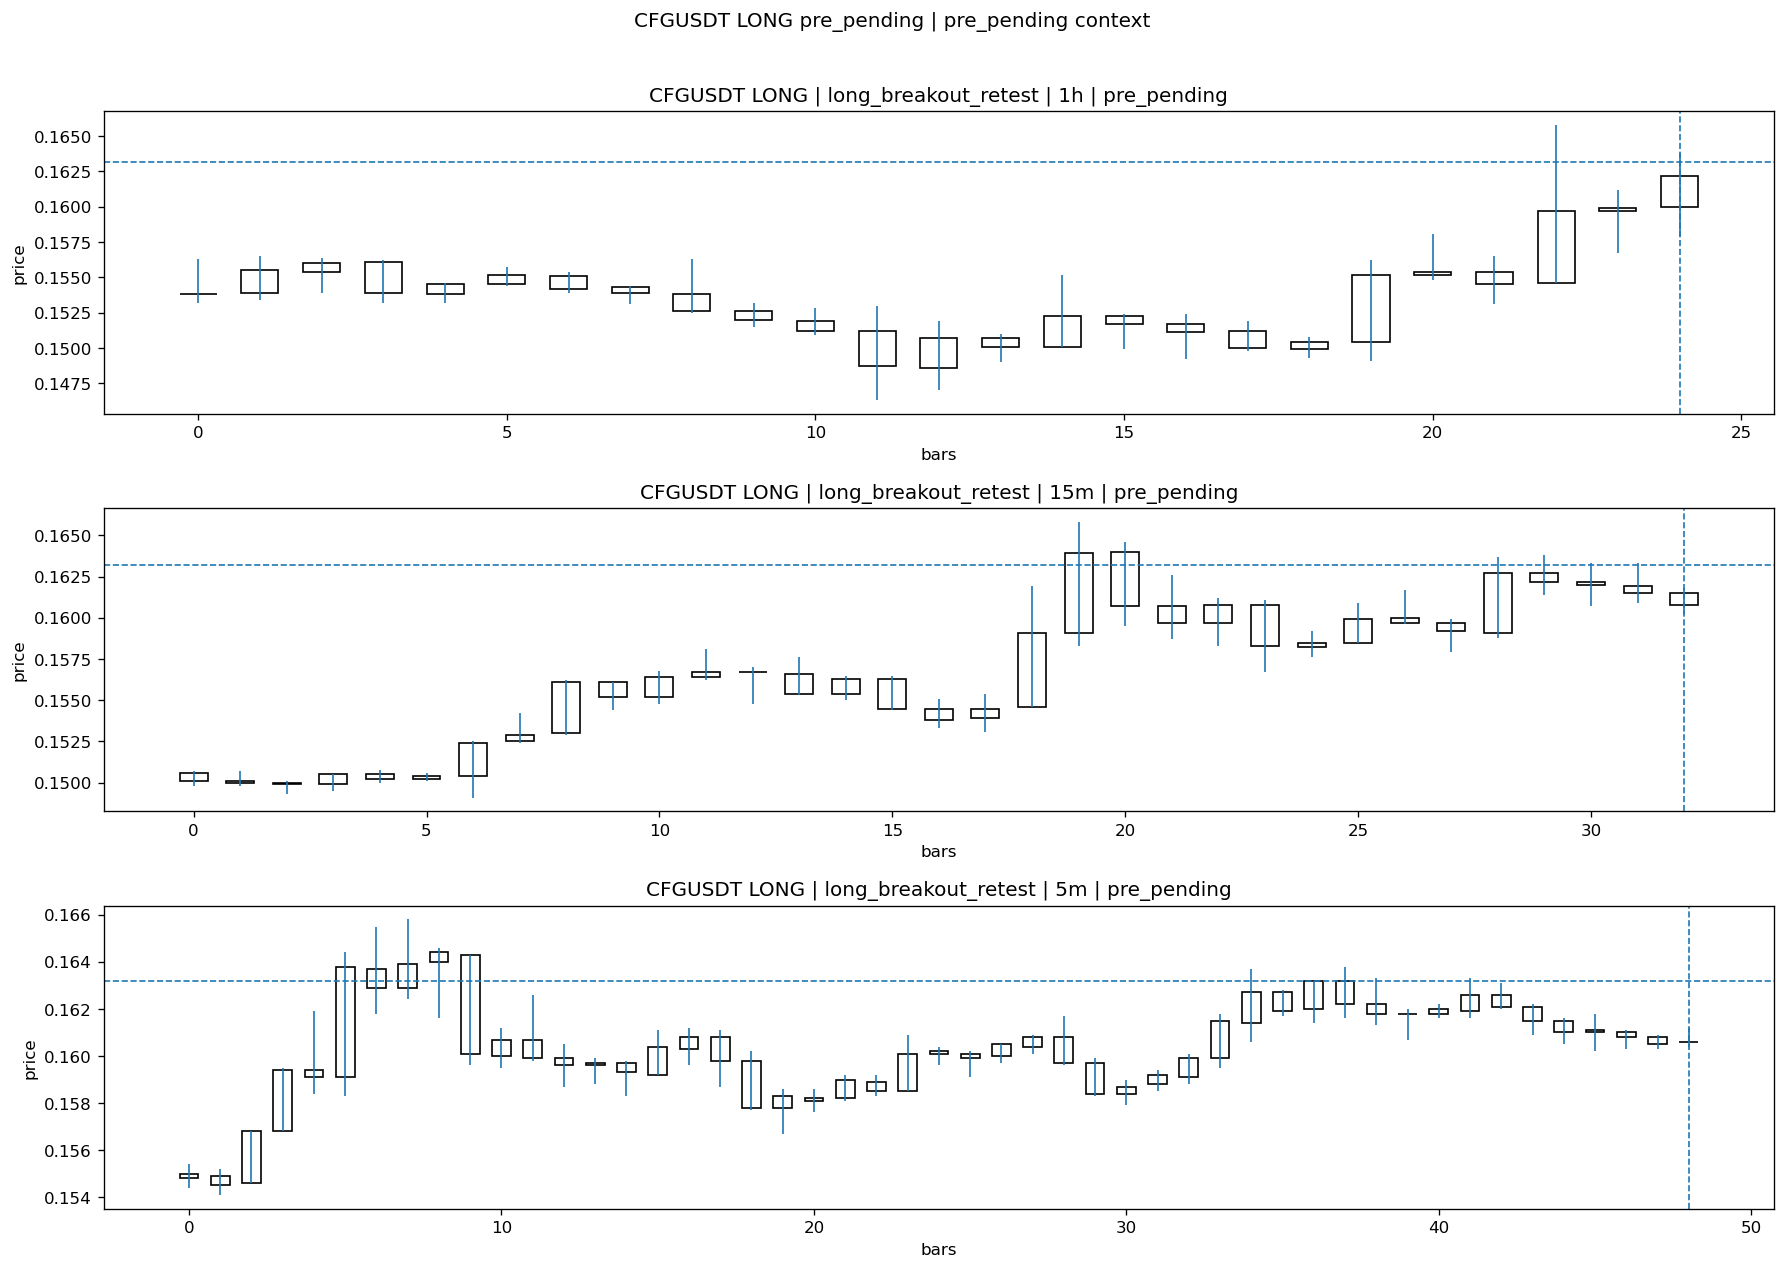 CFGUSDT LONG pre_pending | pre_pending context
CFGUSDT LONG | long_breakout_retest | 1h | pre_pending
price
0.1650
0.1625
0.1600
0.1575
0.1550
0.1525
0.1500
0.1475
0 5 10 15 20 25
bars
CFGUSDT LONG | long_breakout_retest | 15m | pre_pending
price
0.1650
0.1625
0.1600
0.1575
0.1550
0.1525
0.1500
0 5 10 15 20 25 30
bars
CFGUSDT LONG | long_breakout_retest | 5m | pre_pending
price
0.166
0.164
0.162
0.160
0.158
0.156
0.154
0 10 20 30 40 50
bars